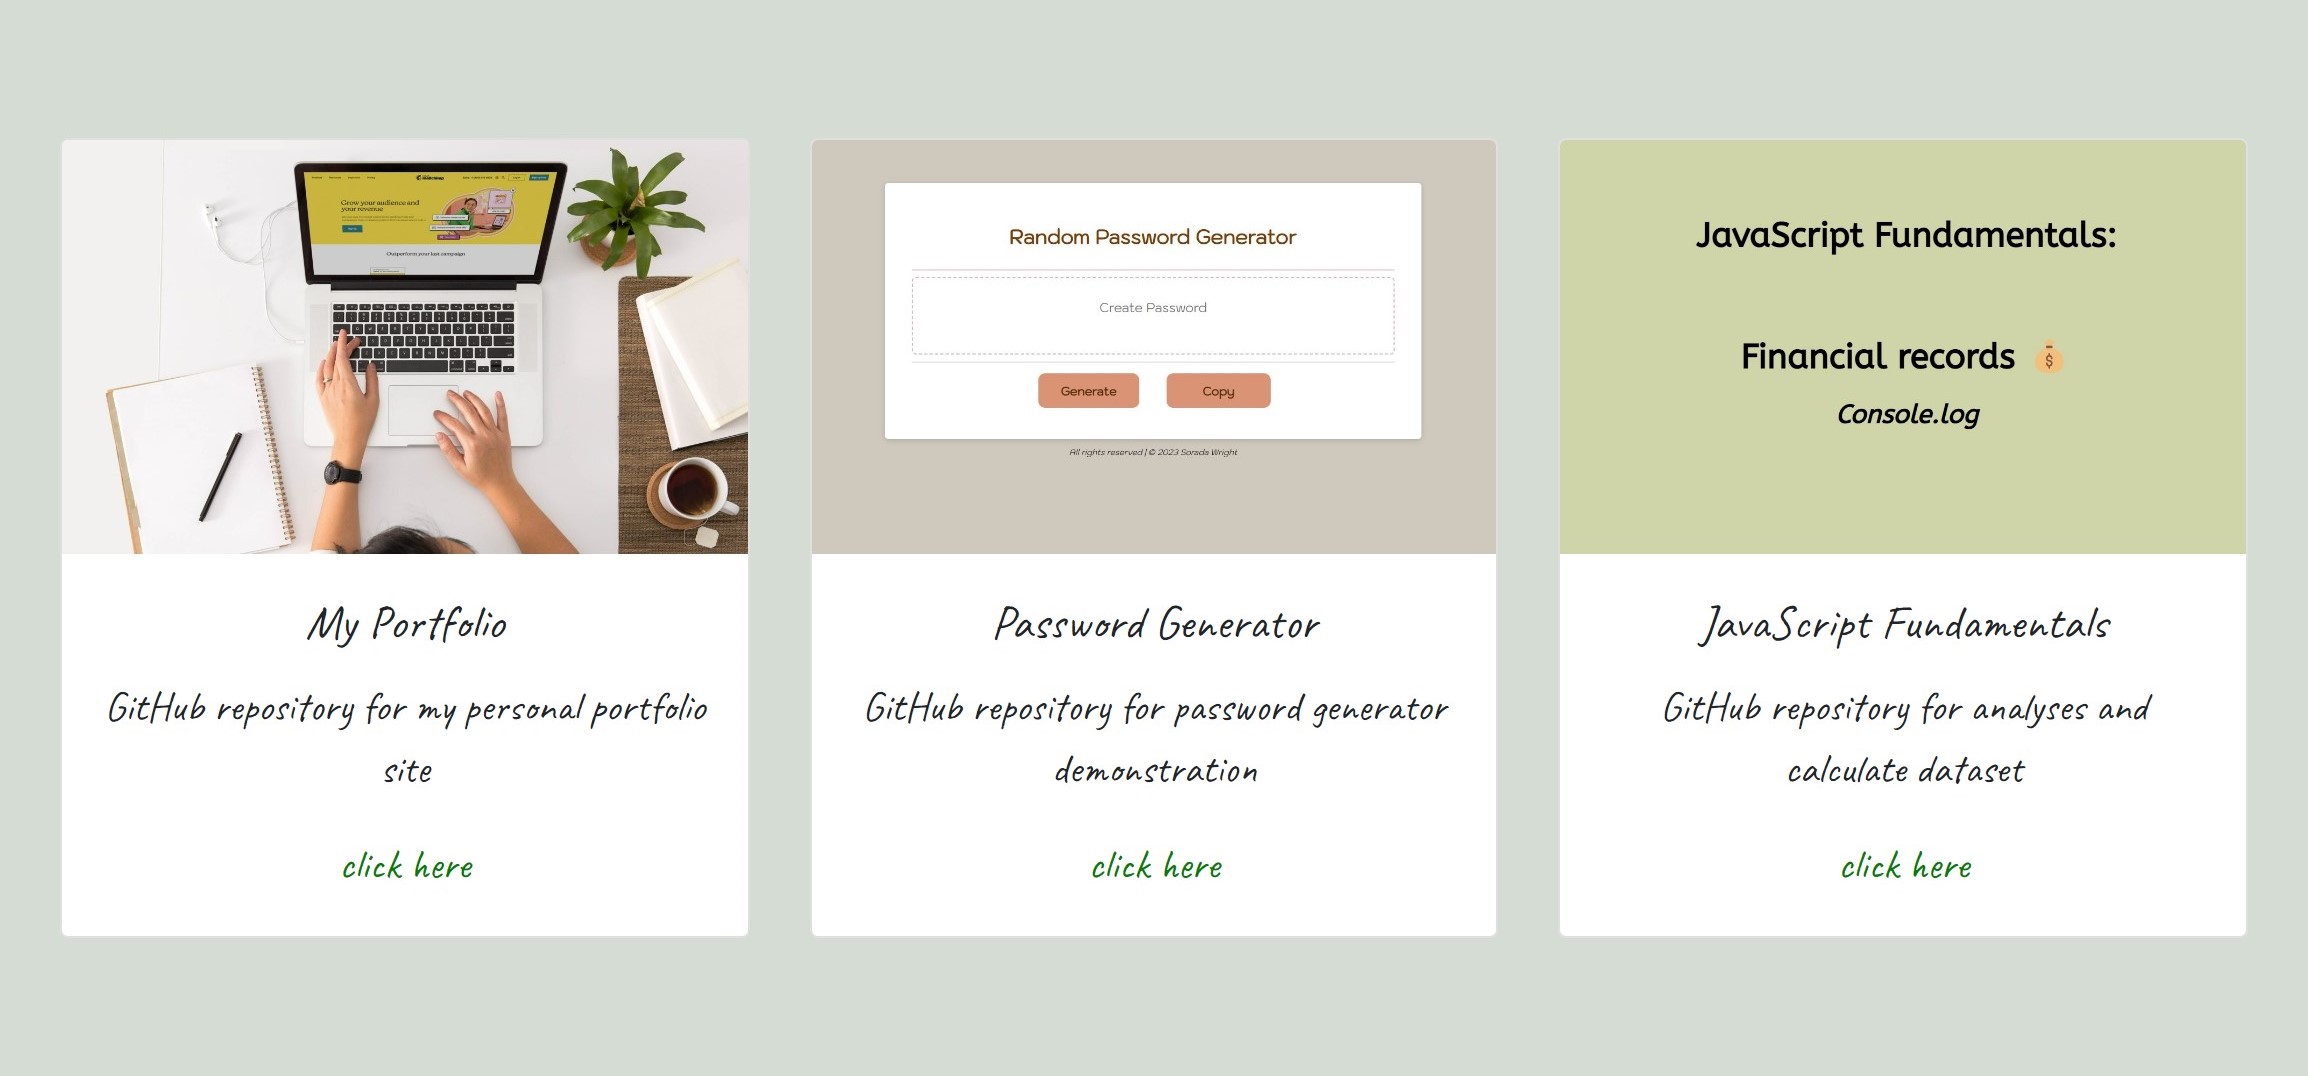 Grow your audience and
your revenue
Outperform your last campaign
My Portfolio
GitHub repository for my personal portfolio
site
click here
Random Password Generator
Create Password
Generate
Copy
All rights reserved | © 2023 Sorada Wright
Password Generator
GitHub repository for password generator
demonstration
click here
JavaScript Fundamentals:
Financial records
Console.log
JavaScript Fundamentals
GitHub repository for analyses and
calculate dataset
click here